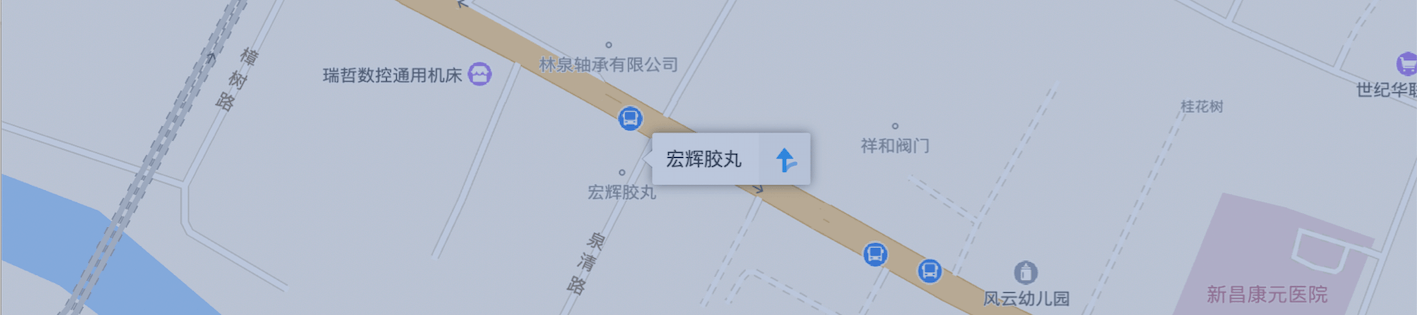 樟树路
瑞哲数控通用机床
林泉轴承有限公司
世纪华联
桂花树
祥和阀门
宏辉胶丸
宏辉胶丸
泉清路
风云幼儿园
新昌康元医院